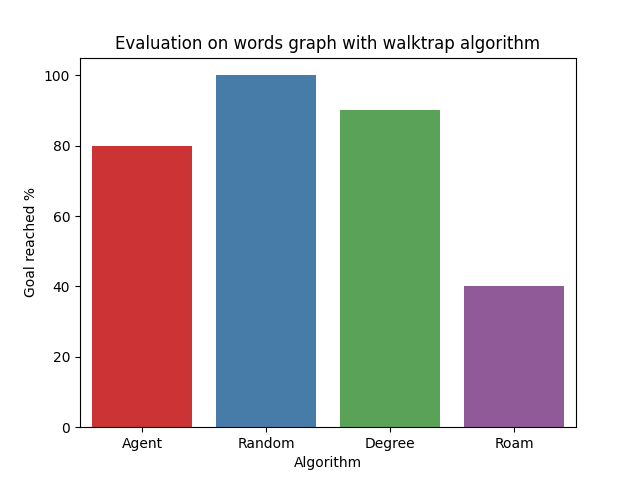 Evaluation on words graph with walktrap algorithm
100
80
60
40
20
0
Goal reached %
Agent Random Degree Roam
Algorithm